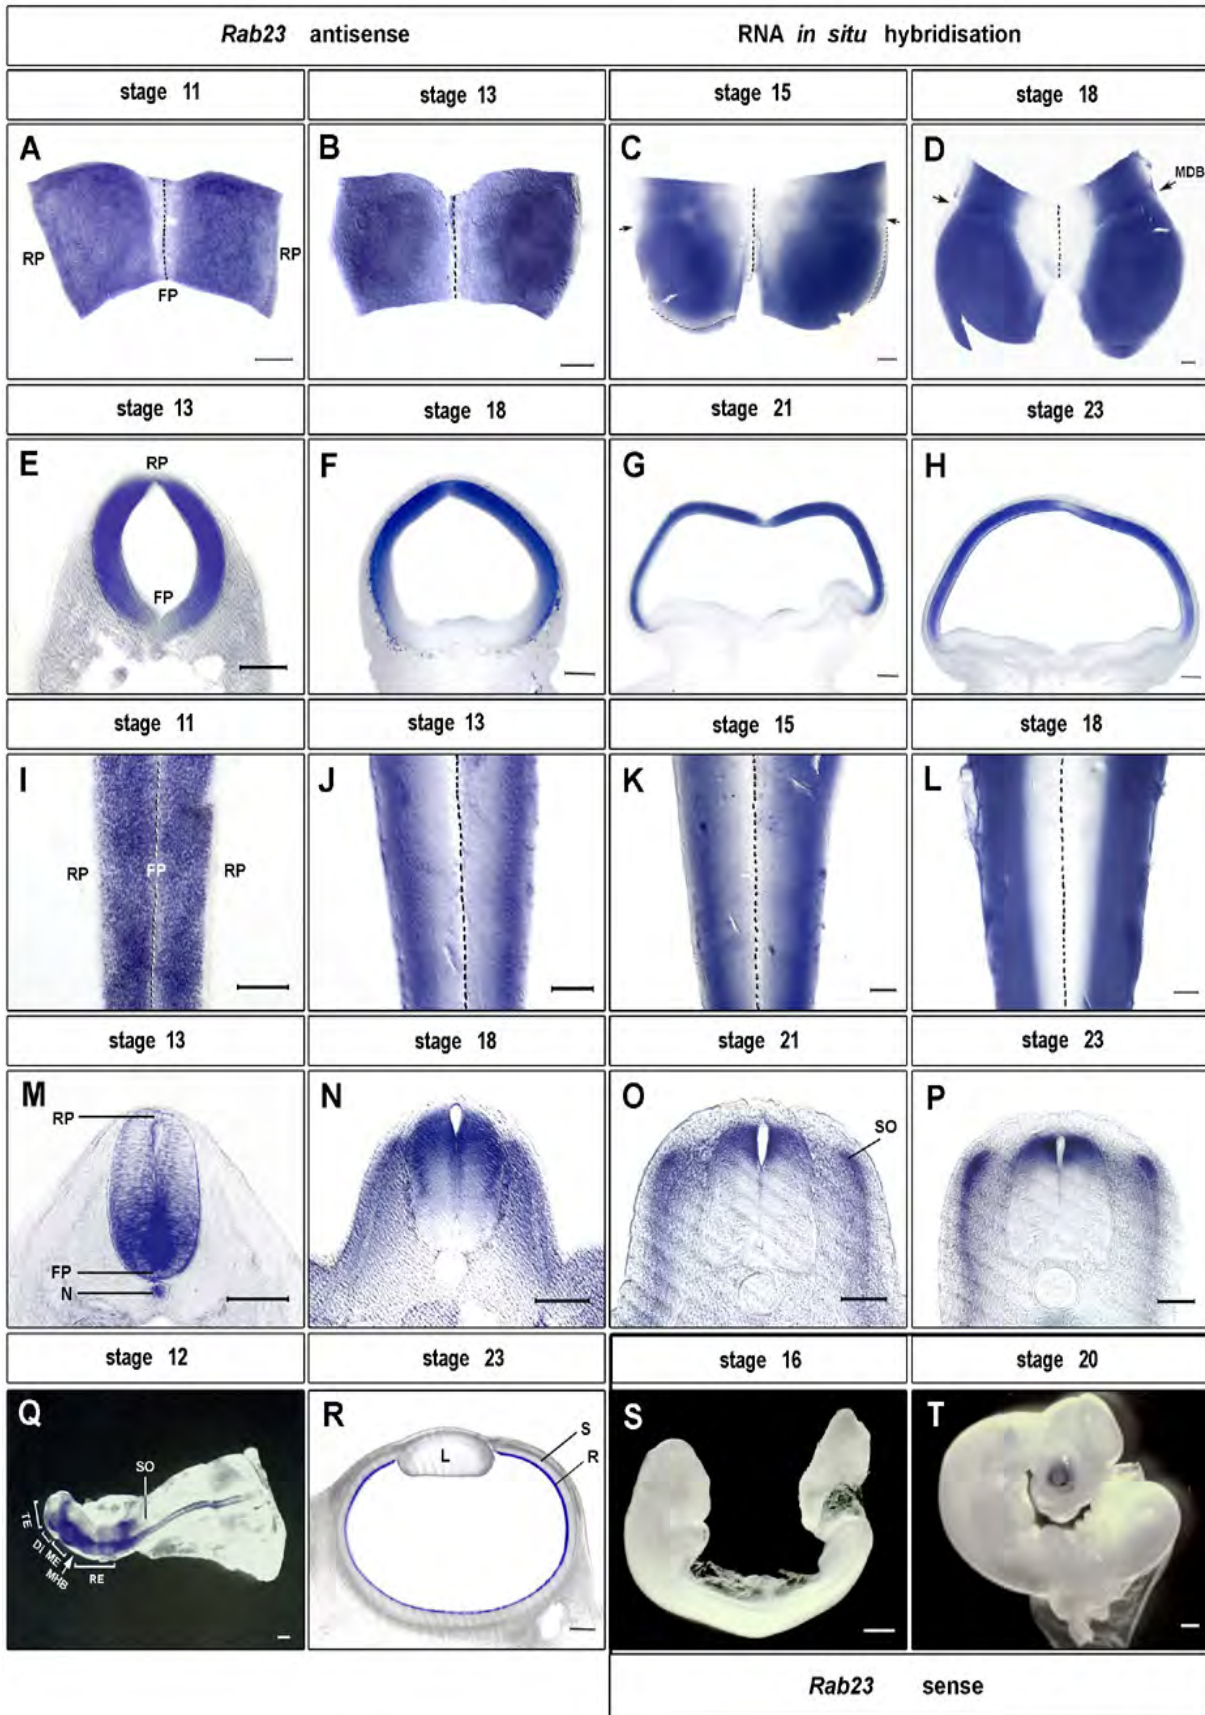 Rab23 antisense RNA in situ hybridisation
stage 11 stage 13 stage 15 stage 18
A B C D
RP FP RP MDB
stage 13 stage 18 stage 21 stage 23
E F G H
RP
FP
stage 11 stage 13 stage 15 stage 18
I J K L
RP FP RP
stage 13 stage 18 stage 21 stage 23
M N O P
RP SO
FP
N
stage 12 stage 23 stage 16 stage 20
Q R S T
SO L S R
TE DI ME MHB RE
Rab23 sense